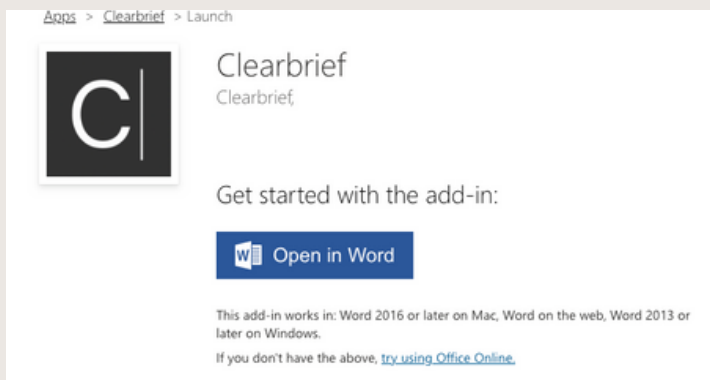 Apps > Clearbrief > Launch
C|
Clearbrief
Clearbrief,
Get started with the add-in:
W Open in Word
This add-in works in: Word 2016 or later on Mac, Word on the web, Word 2013 or
later on Windows.
If you don't have the above, try using Office Online.